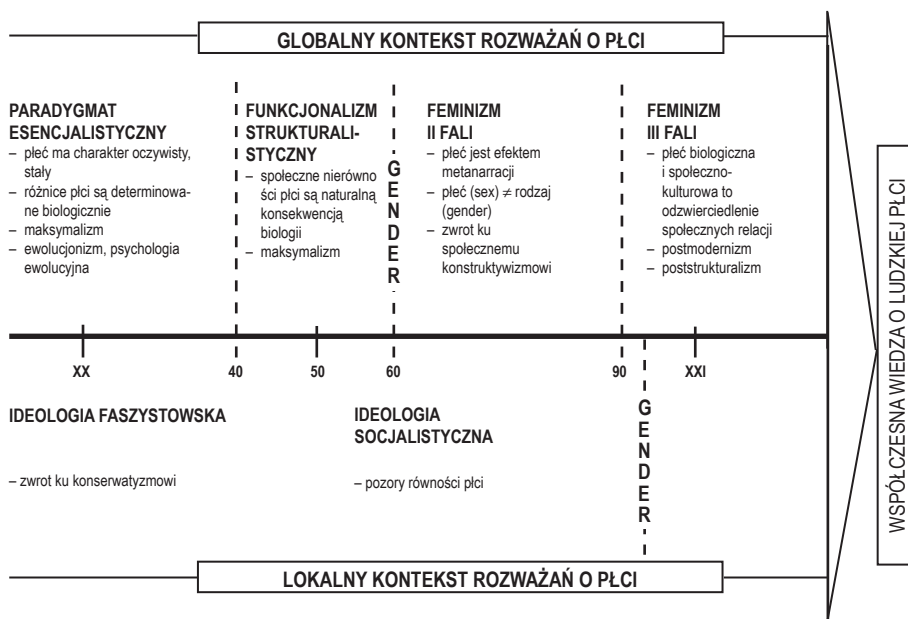 GLOBALNY KONTEKST ROZWAŻAŃ O PŁCI
PARADYGMAT
ESENCJALISTYCZNY
– płeć ma charakter oczywisty,
stały
– różnice płci są determinowa-
ne biologicznie
– maksymalizm
– ewolucjonizm, psychologia
ewolucyjna
FUNKCJONALIZM
STRUKTURALI-
STYCZNY
– społeczne nierówno
ści płci są naturalną
konsekwencją
biologii
– maksymalizm
GENDER
FEMINIZM
II FALI
– płeć jest efektem
metanarracji
– płeć (sex) ≠ rodzaj
(gender)
– zwrot ku
społecznemu
konstruktywizmowi
FEMINIZM
III FALI
– płeć biologiczna
i społeczno-
kulturowa to
odzwierciedlenie
społecznych relacji
– postmodernizm
– poststrukturalizm
XX 40 50 60 90 XXI
IDEOLOGIA FASZYSTOWSKA
– zwrot ku konserwatyzmowi
IDEOLOGIA
SOCJALISTYCZNA
– pozory równości płci
GENDER
LOKALNY KONTEKST ROZWAŻAŃ O PŁCI
WSPÓŁCZESNA WIEDZA O LUDZKIEJ PŁCI